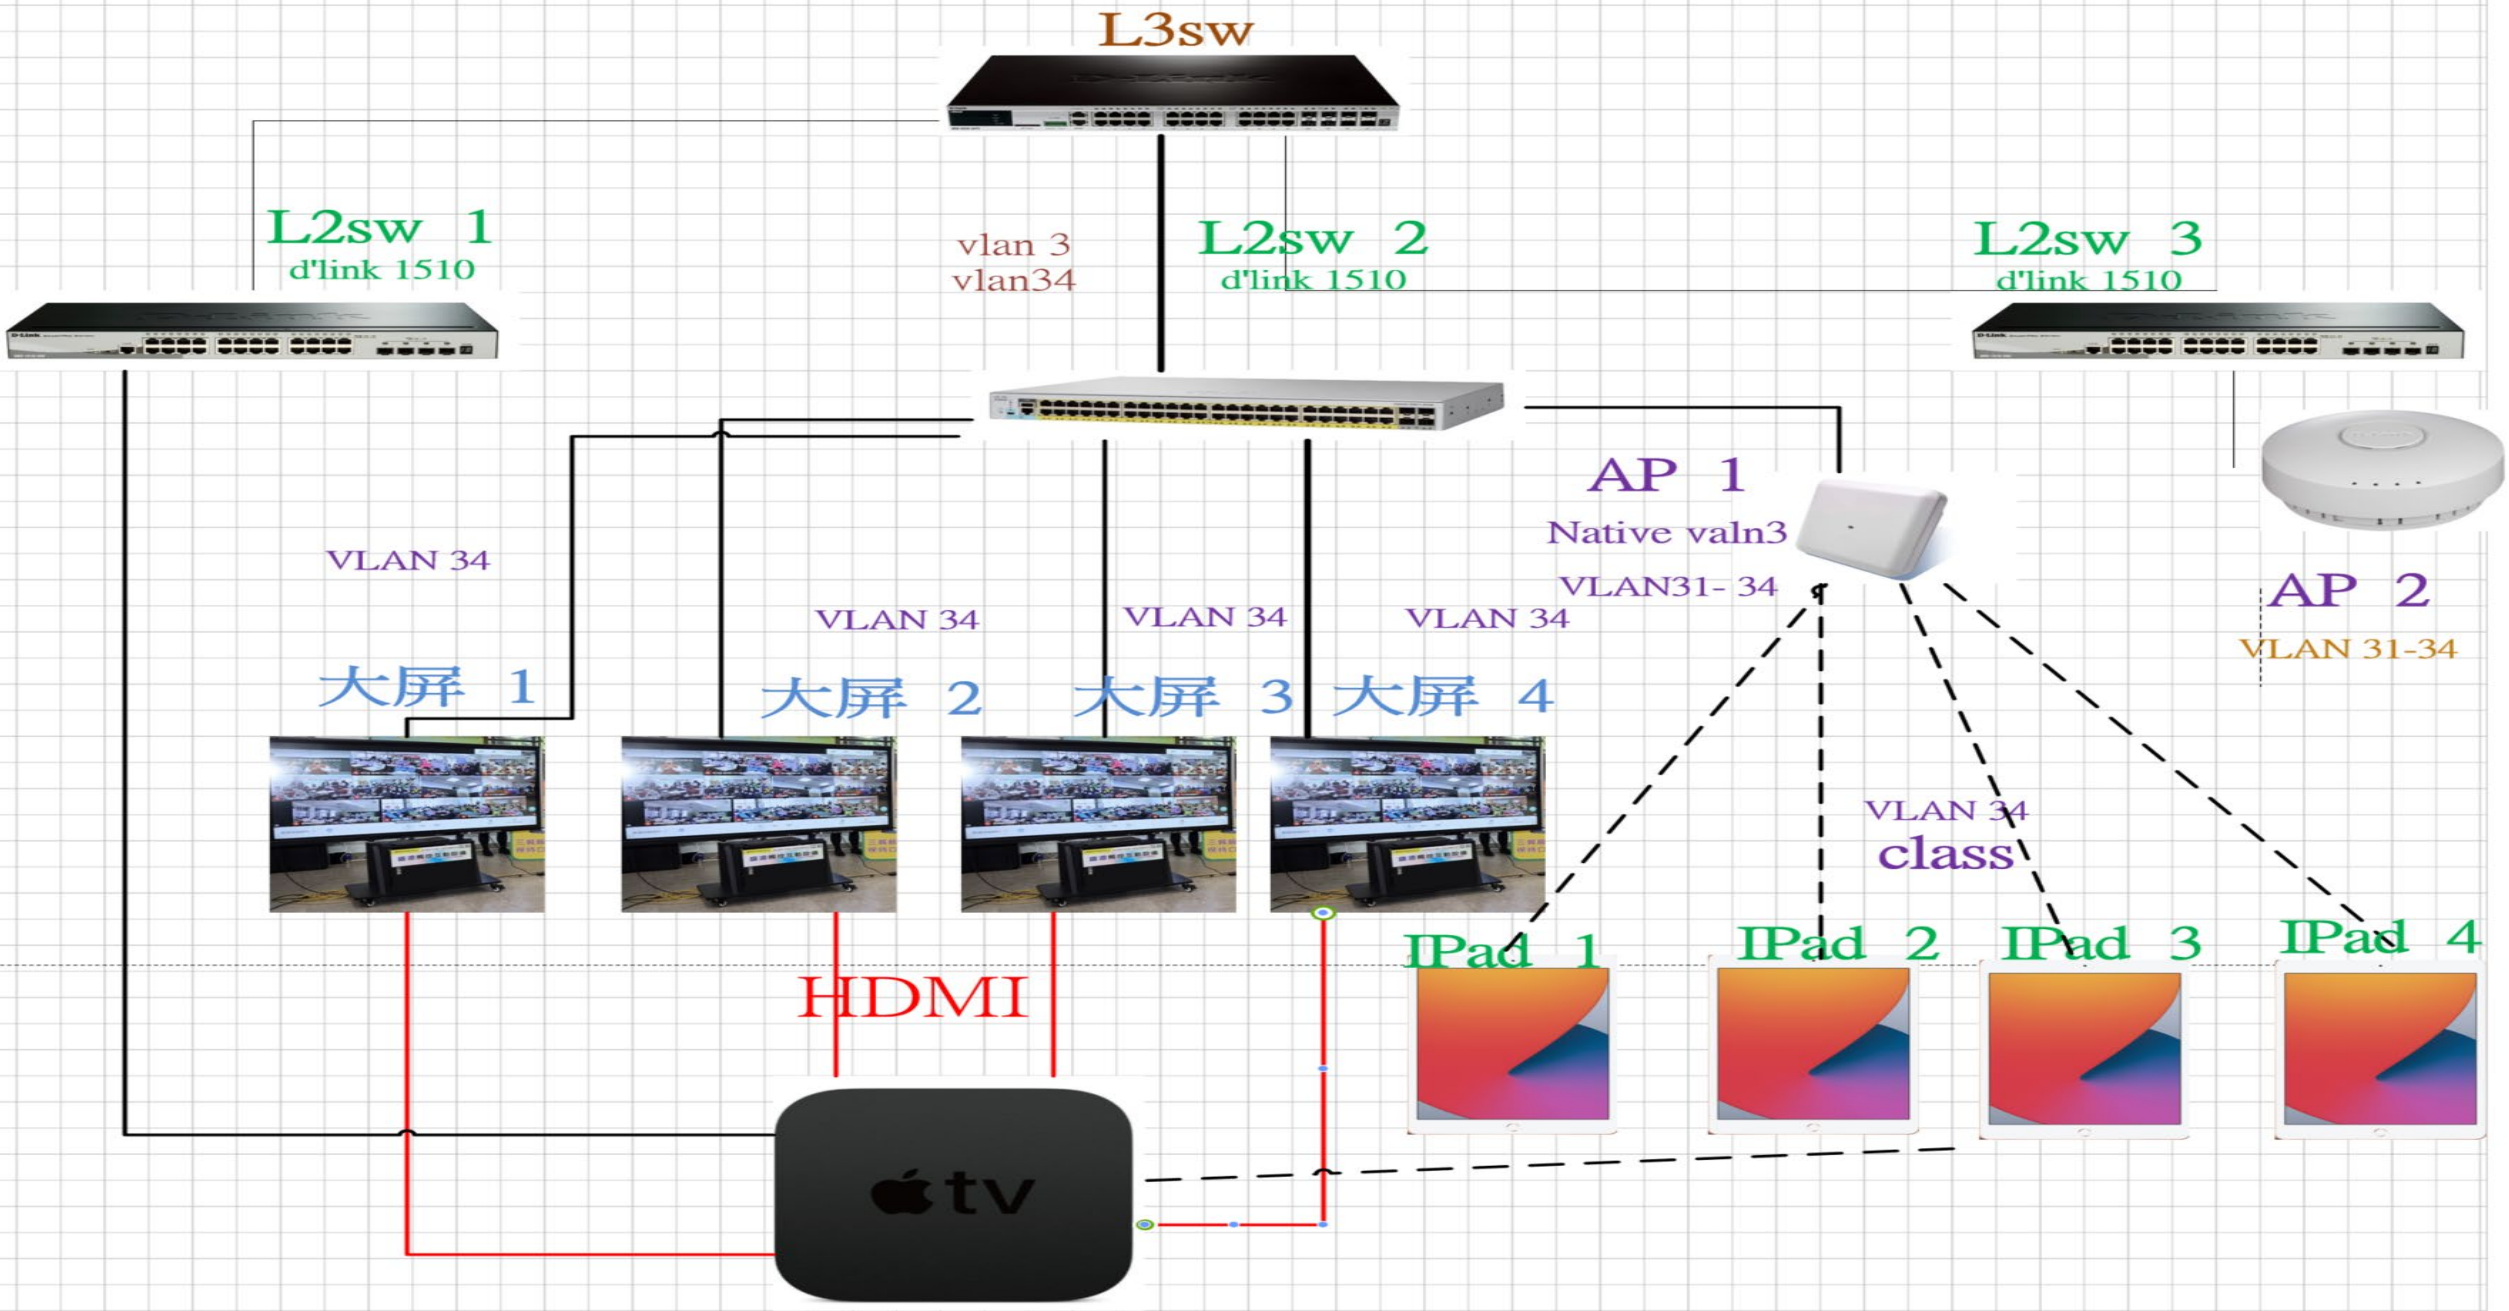 L3sw
L2sw 1
d'link 1510
vlan 3
vlan34
L2sw 2
d'link 1510
L2sw 3
d'link 1510
D-Link
D-Link
AP 1
Native valn3
VLAN31- 34
AP 2
VLAN 31-34
VLAN 34
VLAN 34
VLAN 34
VLAN 34
大屏 1
大屏 2
大屏 3
大屏 4
VLAN 34
class
IPad 1
IPad 2
IPad 3
IPad 4
HDMI
tv